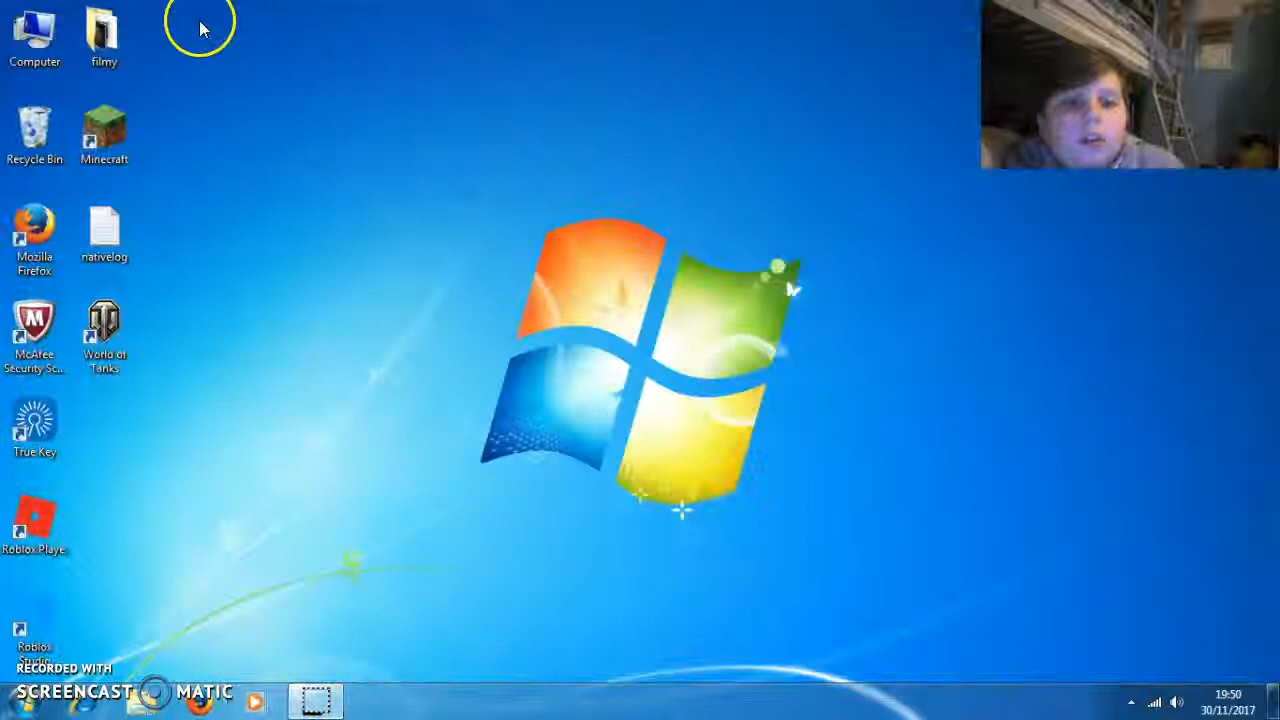 Computer
filmy
Recycle Bin
Minecraft
Mozilla
Firefox
nativelog
McAfee
Security Sc...
World of
Tanks
True Key
Roblox Playe
Roblox
Studio
RECORDED WITH
SCREENCAST MATIC
19:50
30/11/2017